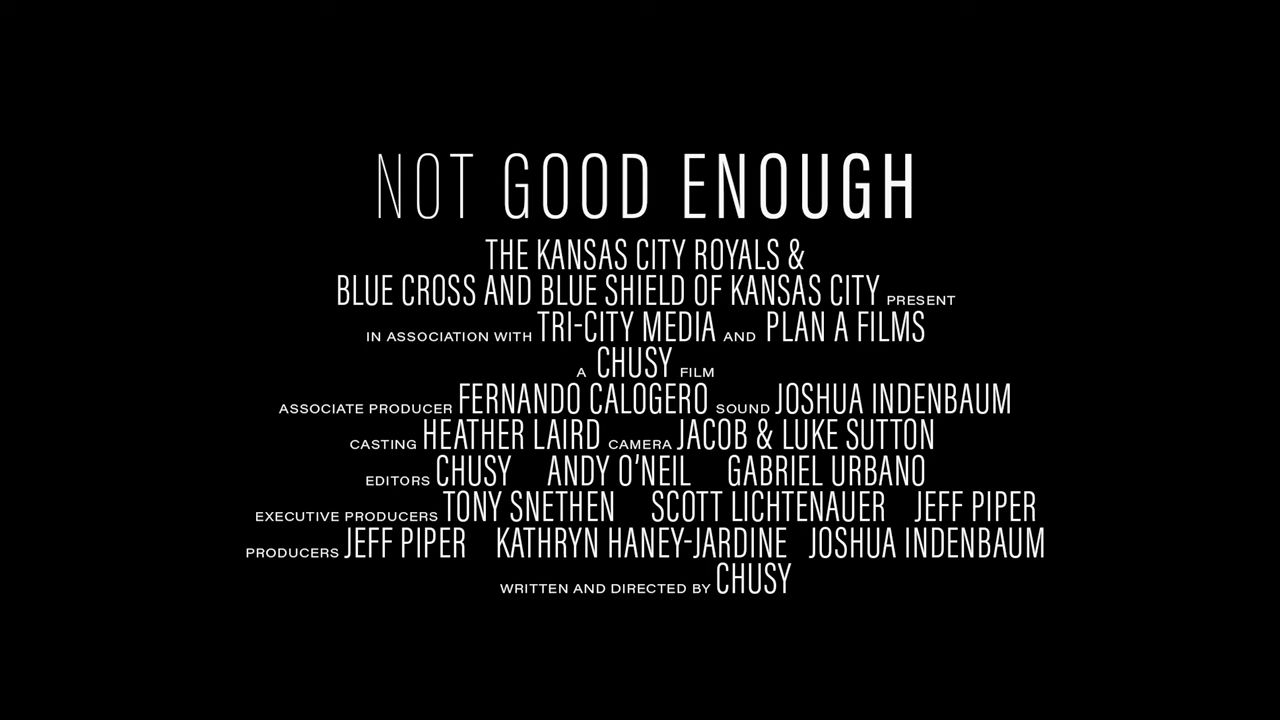 NOT GOOD ENOUGH
THE KANSAS CITY ROYALS &
BLUE CROSS AND BLUE SHIELD OF KANSAS CITY PRESENT
IN ASSOCIATION WITH TRI-CITY MEDIA AND PLAN A FILMS
A CHUSY FILM
ASSOCIATE PRODUCER FERNANDO CALOGERO SOUND JOSHUA INDENBAUM
CASTING HEATHER LAIRD CAMERA JACOB & LUKE SUTTON
EDITORS CHUSY ANDY O'NEIL GABRIEL URBANO
EXECUTIVE PRODUCERS TONY SNETHEN SCOTT LICHTENAUER JEFF PIPER
PRODUCERS JEFF PIPER KATHRYN HANEY-JARDINE JOSHUA INDENBAUM
WRITTEN AND DIRECTED BY CHUSY